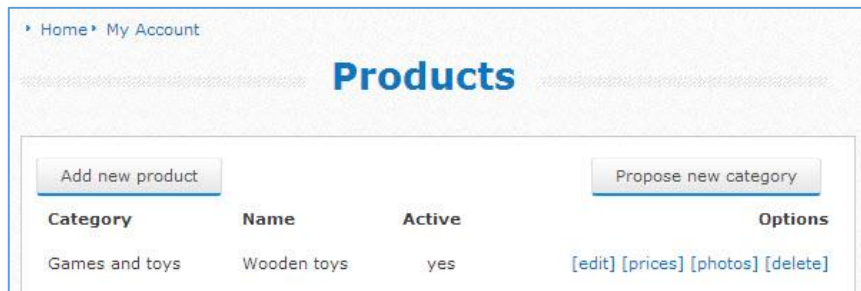 Home My Account
Products
Add new product Propose new category
Category Name Active Options
Games and toys Wooden toys yes [edit] [prices] [photos] [delete]